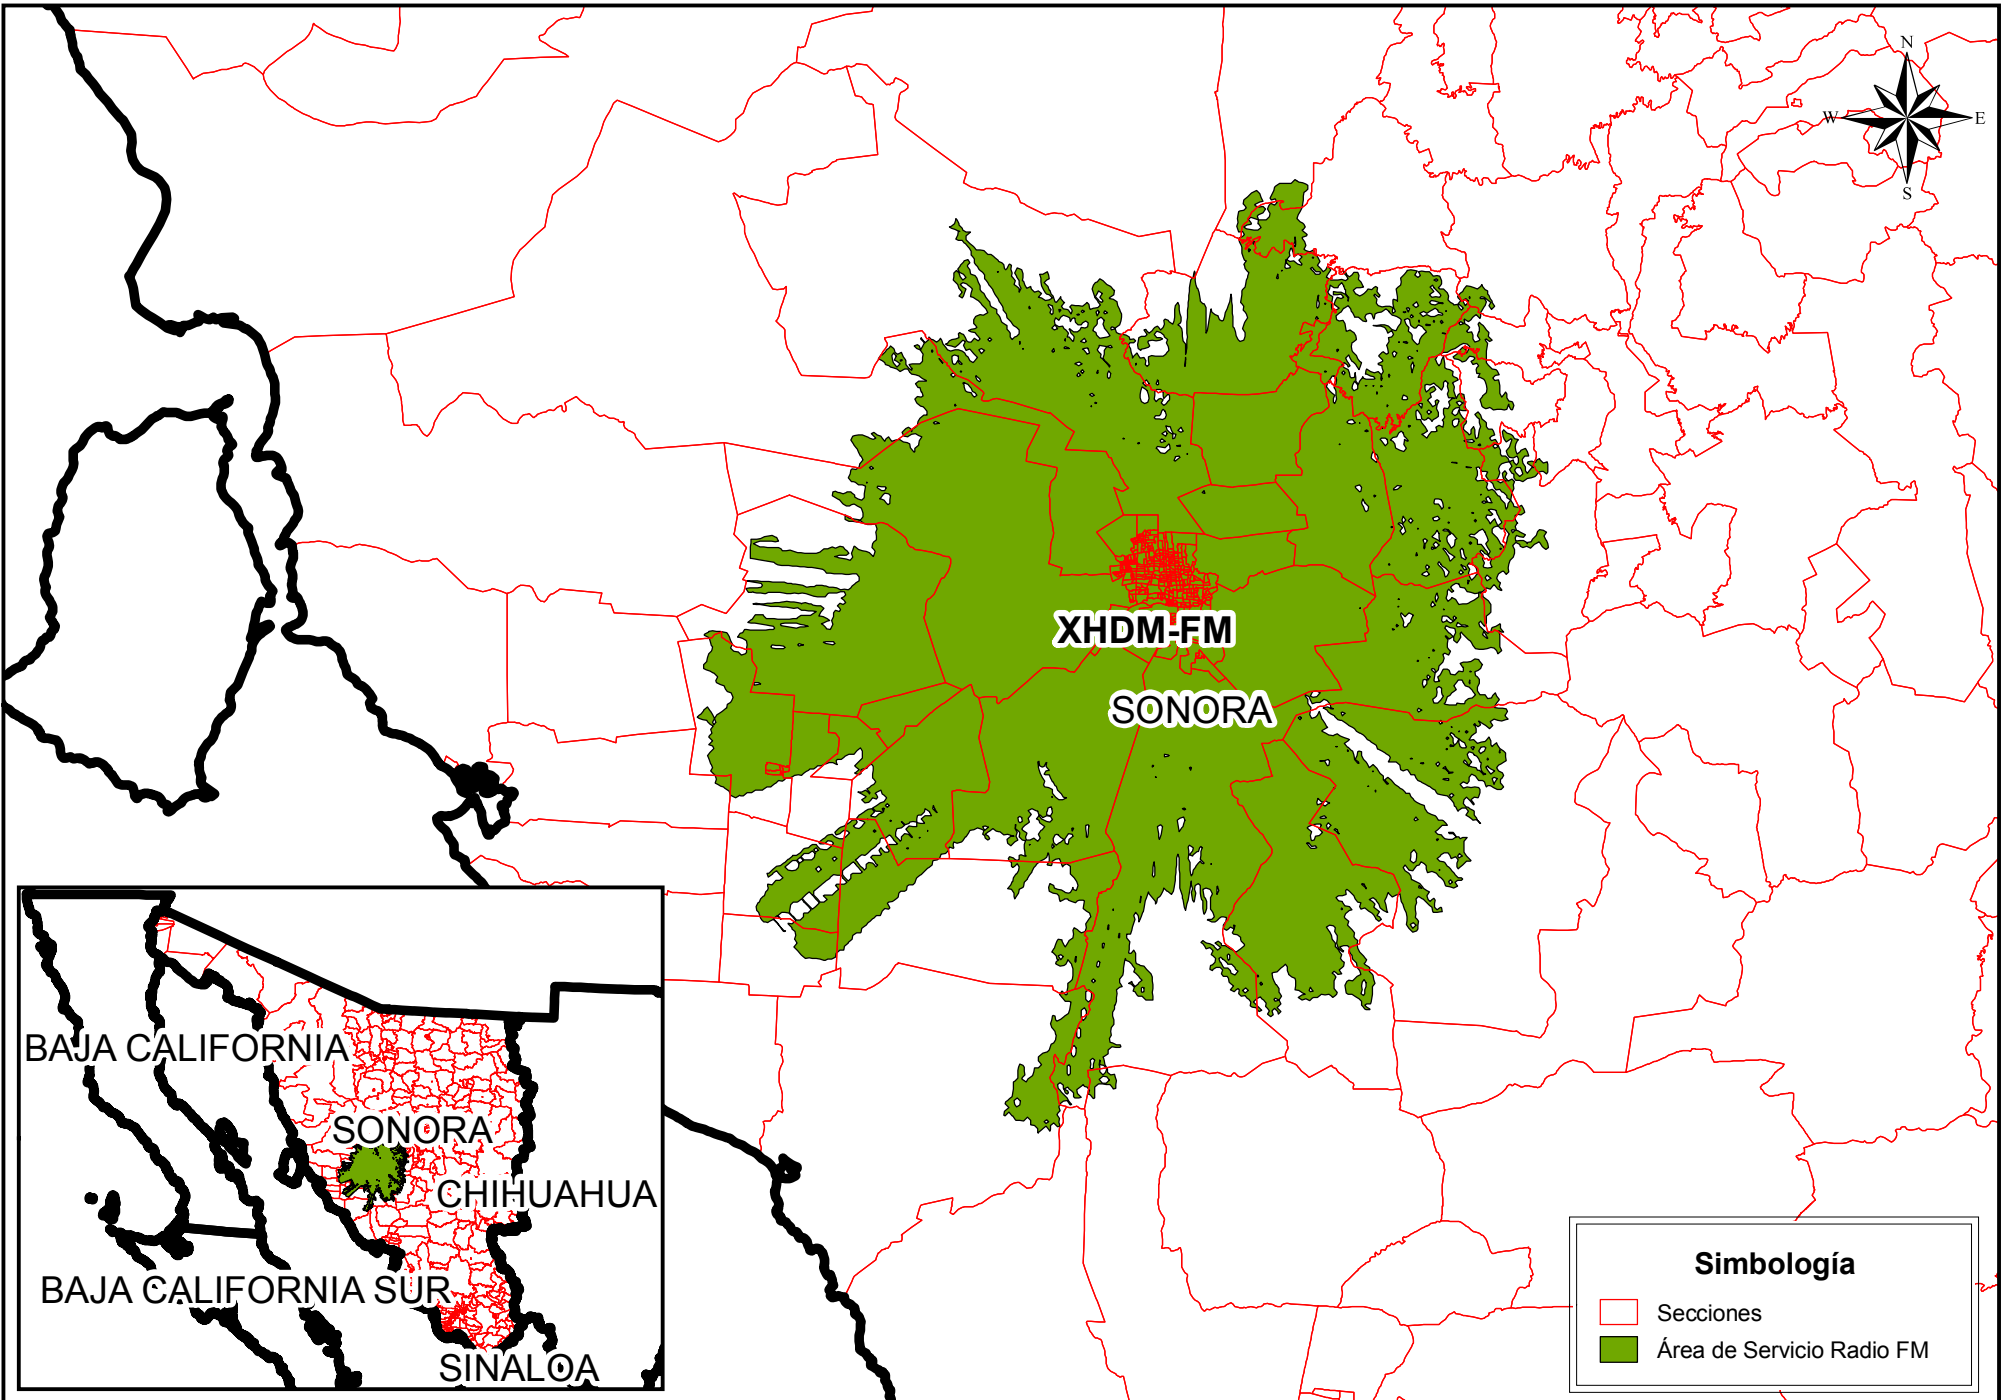 N
W
E
S
XHDM-FM
SONORA
BAJA CALIFORNIA
SONORA
CHIHUAHUA
BAJA CALIFORNIA SUR
SINALOA
Simbología
Secciones
Área de Servicio Radio FM